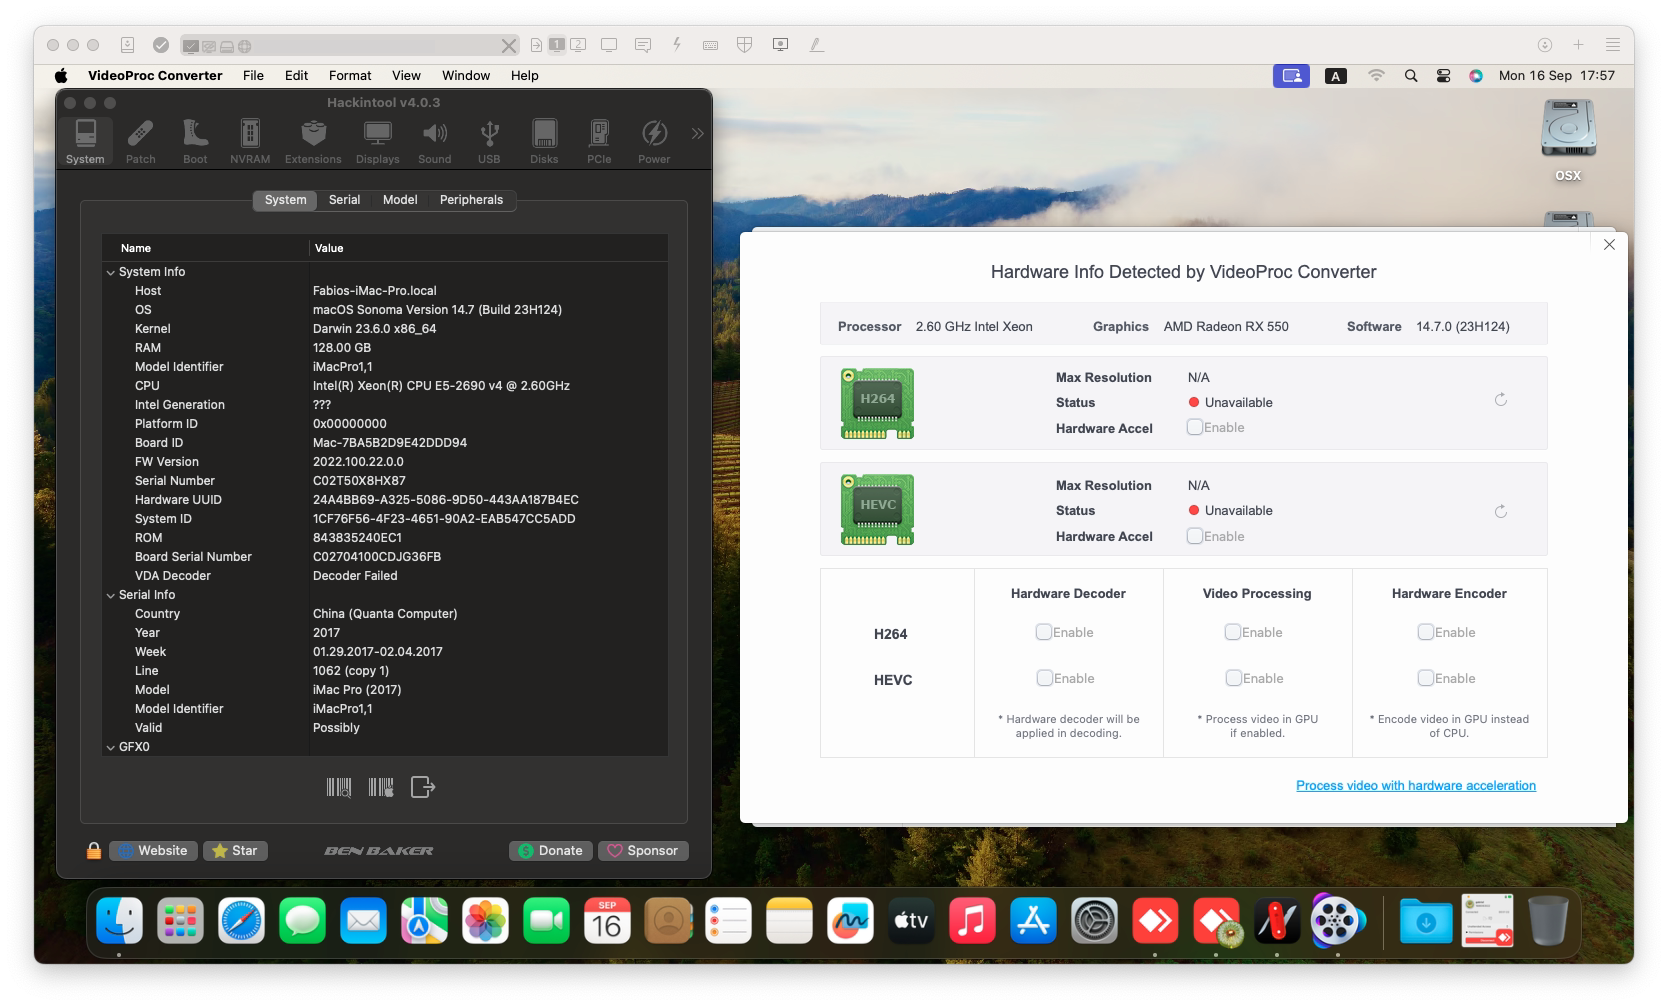 1
2
VideoProc Converter File Edit Format View Window Help
A
Mon 16 Sep 17:57
Hackintool v4.0.3
System Patch Boot NVRAM Extensions Displays Sound USB Disks PCIe Power
System Serial Model Peripherals
Name Value
System Info
Host Fabios-iMac-Pro.local
OS macOS Sonoma Version 14.7 (Build 23H124)
Kernel Darwin 23.6.0 x86_64
RAM 128.00 GB
Model Identifier iMacPro1,1
CPU Intel(R) Xeon(R) CPU E5-2690 v4 @ 2.60GHz
Intel Generation ???
Platform ID 0x00000000
Board ID Mac-7BA5B2D9E42DDD94
FW Version 2022.100.22.0.0
Serial Number C02T50X8HX87
Hardware UUID 24A4BB69-A325-5086-9D50-443AA187B4EC
System ID 1CF76F56-4F23-4651-90A2-EAB547CC5ADD
ROM 843835240EC1
Board Serial Number C02704100CDJG36FB
VDA Decoder Decoder Failed
Serial Info
Country China (Quanta Computer)
Year 2017
Week 01.29.2017-02.04.2017
Line 1062 (copy 1)
Model iMac Pro (2017)
Model Identifier iMacPro1,1
Valid Possibly
GFX0
Website Star BEN BAKER Donate Sponsor
OSX
Hardware Info Detected by VideoProc Converter
Processor 2.60 GHz Intel Xeon Graphics AMD Radeon RX 550 Software 14.7.0 (23H124)
H264
Max Resolution N/A
Status Unavailable
Hardware Accel Enable
HEVC
Max Resolution N/A
Status Unavailable
Hardware Accel Enable
Hardware Decoder Video Processing Hardware Encoder
H264 Enable Enable Enable
HEVC Enable Enable Enable
* Hardware decoder will be applied in decoding.
* Process video in GPU if enabled.
* Encode video in GPU instead of CPU.
Process video with hardware acceleration
SEP
16
tv